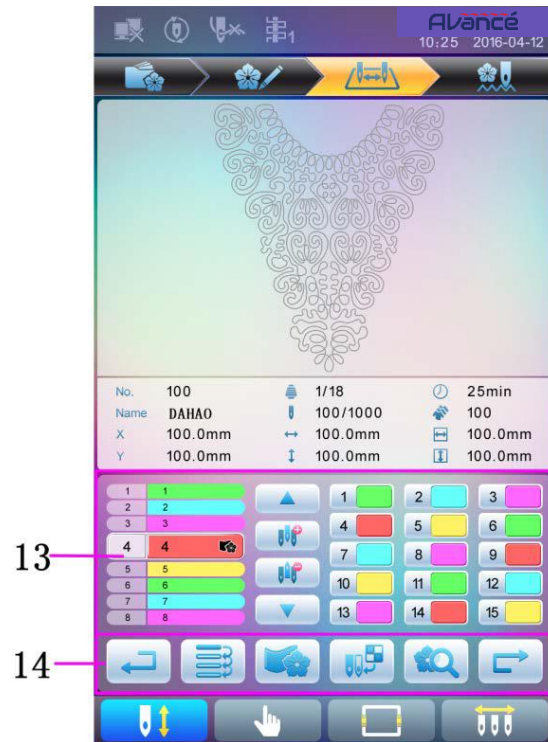 1
Avancé
10:25 2016-04-12
No. 100 1/18 25min
Name DAHAO 100/1000 100
X 100.0mm 100.0mm 100.0mm
Y 100.0mm 100.0mm 100.0mm
1 1
2 2
3 3
4 4
5 5
6 6
7 7
8 8
1 2 3
4 5 6
7 8 9
10 11 12
13 14 15
13
14